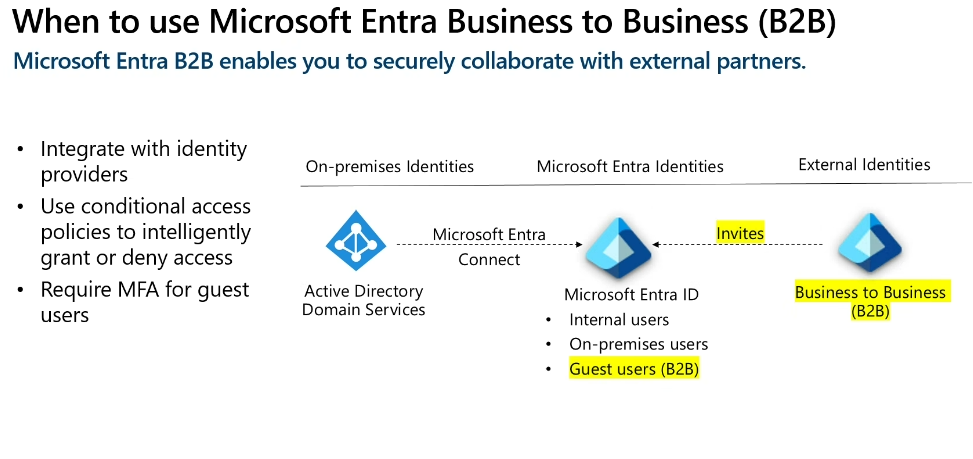 When to use Microsoft Entra Business to Business (B2B)
Microsoft Entra B2B enables you to securely collaborate with external partners.
• Integrate with identity
providers
• Use conditional access
policies to intelligently
grant or deny access
• Require MFA for guest
users
On-premises Identities
Microsoft Entra Identities
External Identities
Microsoft Entra
Connect
Invites
Active Directory
Domain Services
Microsoft Entra ID
• Internal users
• On-premises users
• Guest users (B2B)
Business to Business
(B2B)